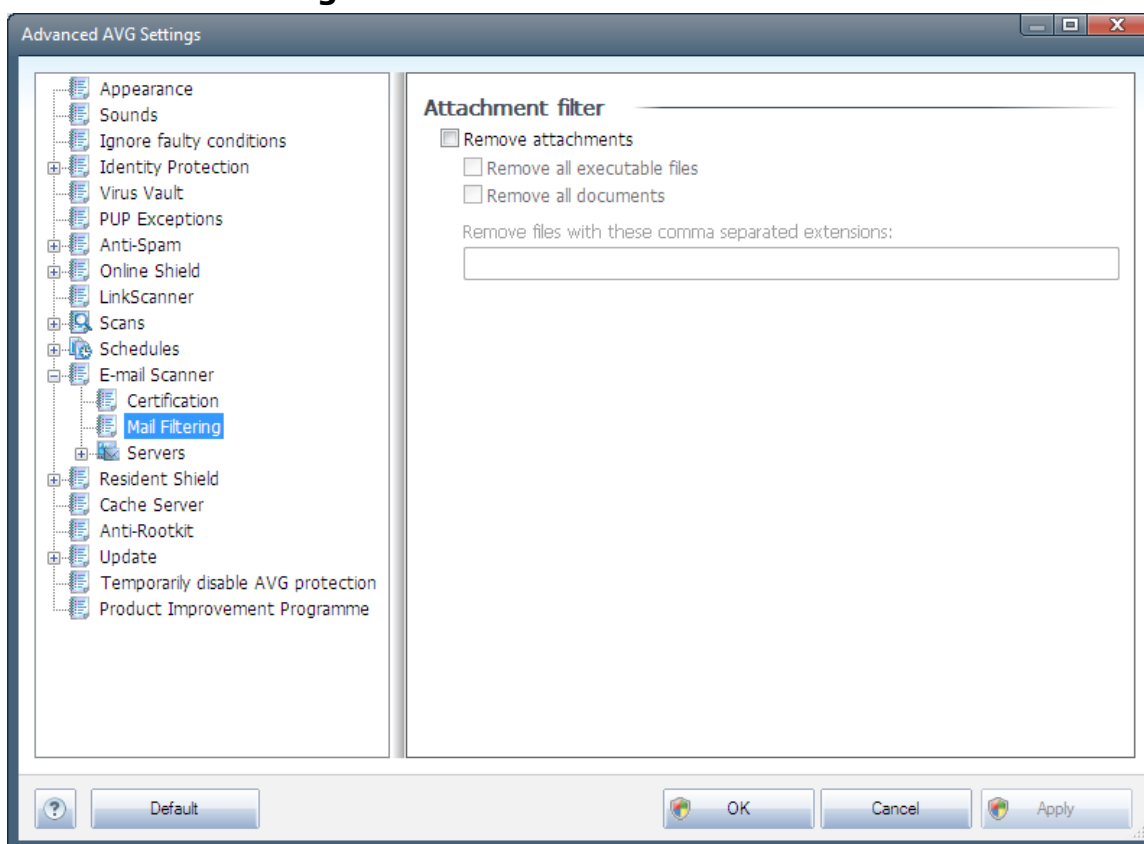 Advanced AVG Settings
Appearance
Sounds
Ignore faulty conditions
Identity Protection
Virus Vault
PUP Exceptions
Anti-Spam
Online Shield
LinkScanner
Scans
Schedules
E-mail Scanner
Certification
Mail Filtering
Servers
Resident Shield
Cache Server
Anti-Rootkit
Update
Temporarily disable AVG protection
Product Improvement Programme
Attachment filter
Remove attachments
Remove all executable files
Remove all documents
Remove files with these comma separated extensions:
? Default OK Cancel Apply